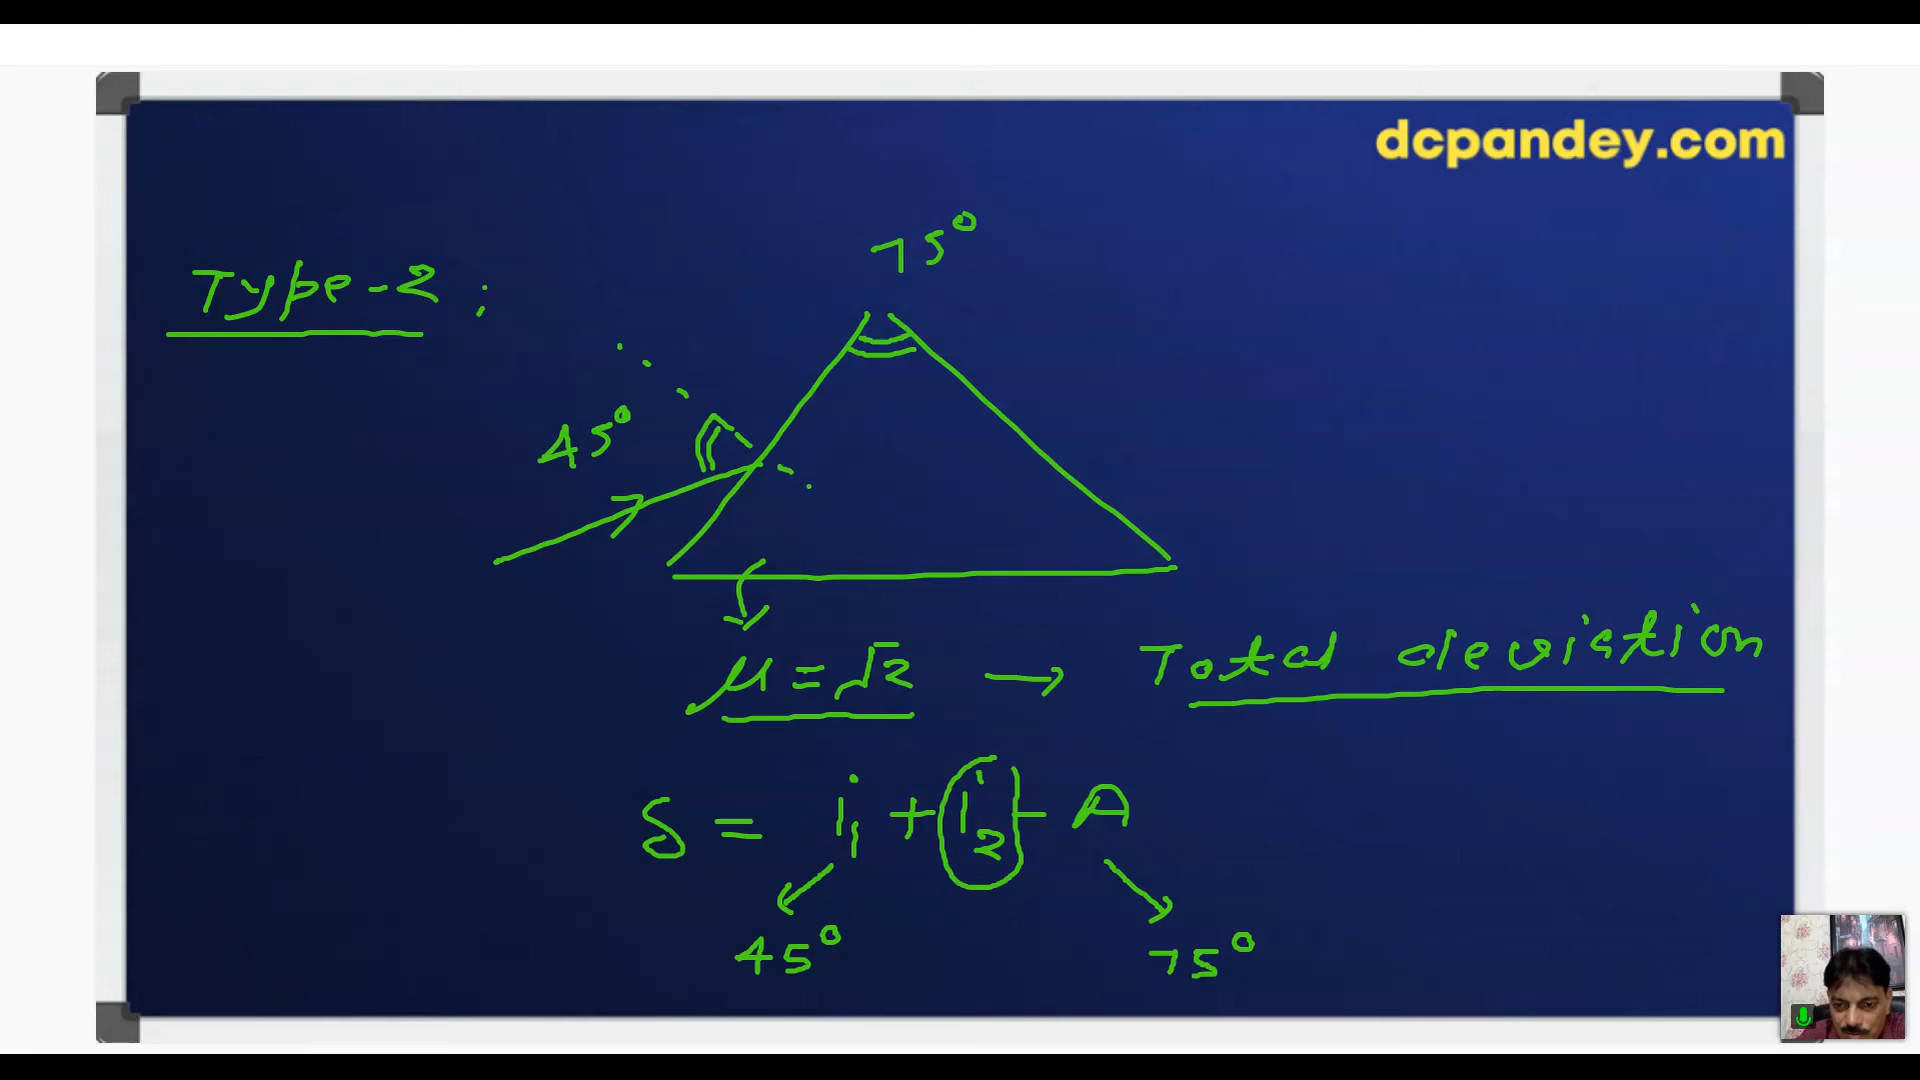 dcpandey.com
75°
Type-2 :
45°
μ = √2 → Total deviation
δ = i₁ + i₂ - A
45° 75°